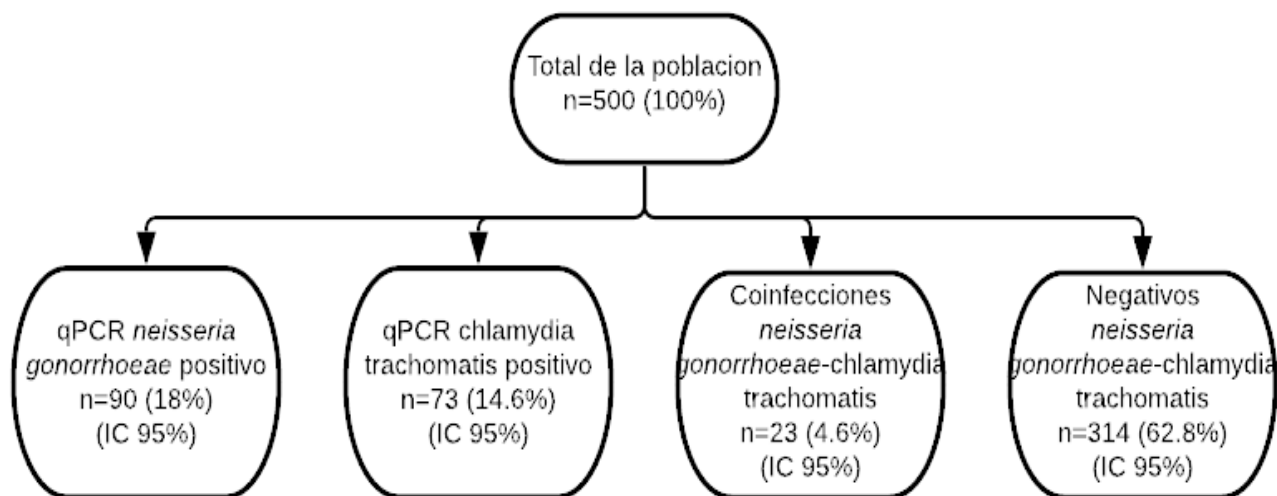 Total de la poblacion
n=500 (100%)
qPCR neisseria
gonorrhoeae positivo
n=90 (18%)
(IC 95%)
qPCR chlamydia
trachomatis positivo
n=73 (14.6%)
(IC 95%)
Coinfecciones
neisseria
gonorrhoeae-chlamydia
trachomatis
n=23 (4.6%)
(IC 95%)
Negativos
neisseria
gonorrhoeae-chlamydia
trachomatis
n=314 (62.8%)
(IC 95%)